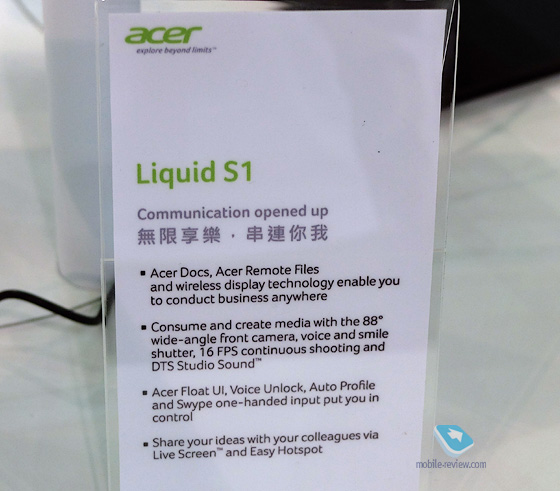 acer
explore beyond limits™
Liquid S1
Communication opened up
無限享樂．串連你我
▪ Acer Docs, Acer Remote Files
and wireless display technology enable you
to conduct business anywhere
▪ Consume and create media with the 88°
wide-angle front camera, voice and smile
shutter, 16 FPS continuous shooting and
DTS Studio Sound™
▪ Acer Float UI, Voice Unlock, Auto Profile
and Swype one-handed input put you in
control
▪ Share your ideas with your colleagues via
Live Screen™ and Easy Hotspot
mobile-review.com